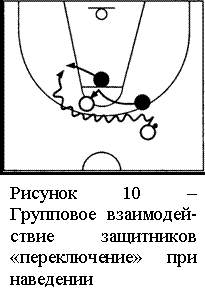 Рисунок 10 –
Групповое взаимодей-
ствие защитников
«переключение» при
наведении